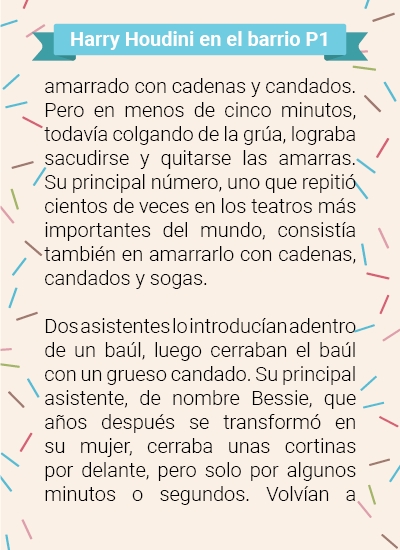 Harry Houdini en el barrio P1
amarrado con cadenas y candados.
Pero en menos de cinco minutos,
todavía colgando de la grúa, lograba
sacudirse y quitarse las amarras.
Su principal número, uno que repitió
cientos de veces en los teatros más
importantes del mundo, consistía
también en amarrarlo con cadenas,
candados y sogas.

Dos asistentes lo introducían adentro
de un baúl, luego cerraban el baúl
con un grueso candado. Su principal
asistente, de nombre Bessie, que
años después se transformó en
su mujer, cerraba unas cortinas
por delante, pero solo por algunos
minutos o segundos. Volvían a